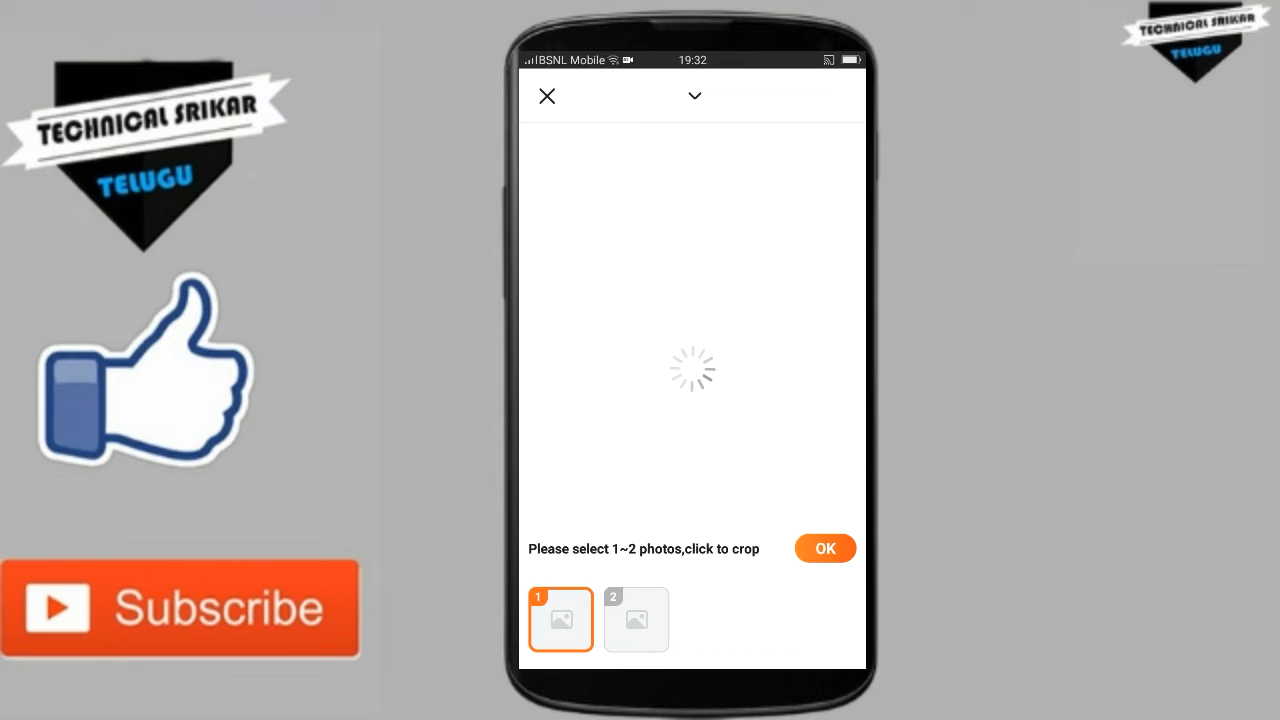 TECHNICAL SRIKAR
TELUGU
Subscribe
BSNL Mobile
19:32
Please select 1~2 photos,click to crop
OK
1
2
TECHNICAL SRIKAR
TELUGU